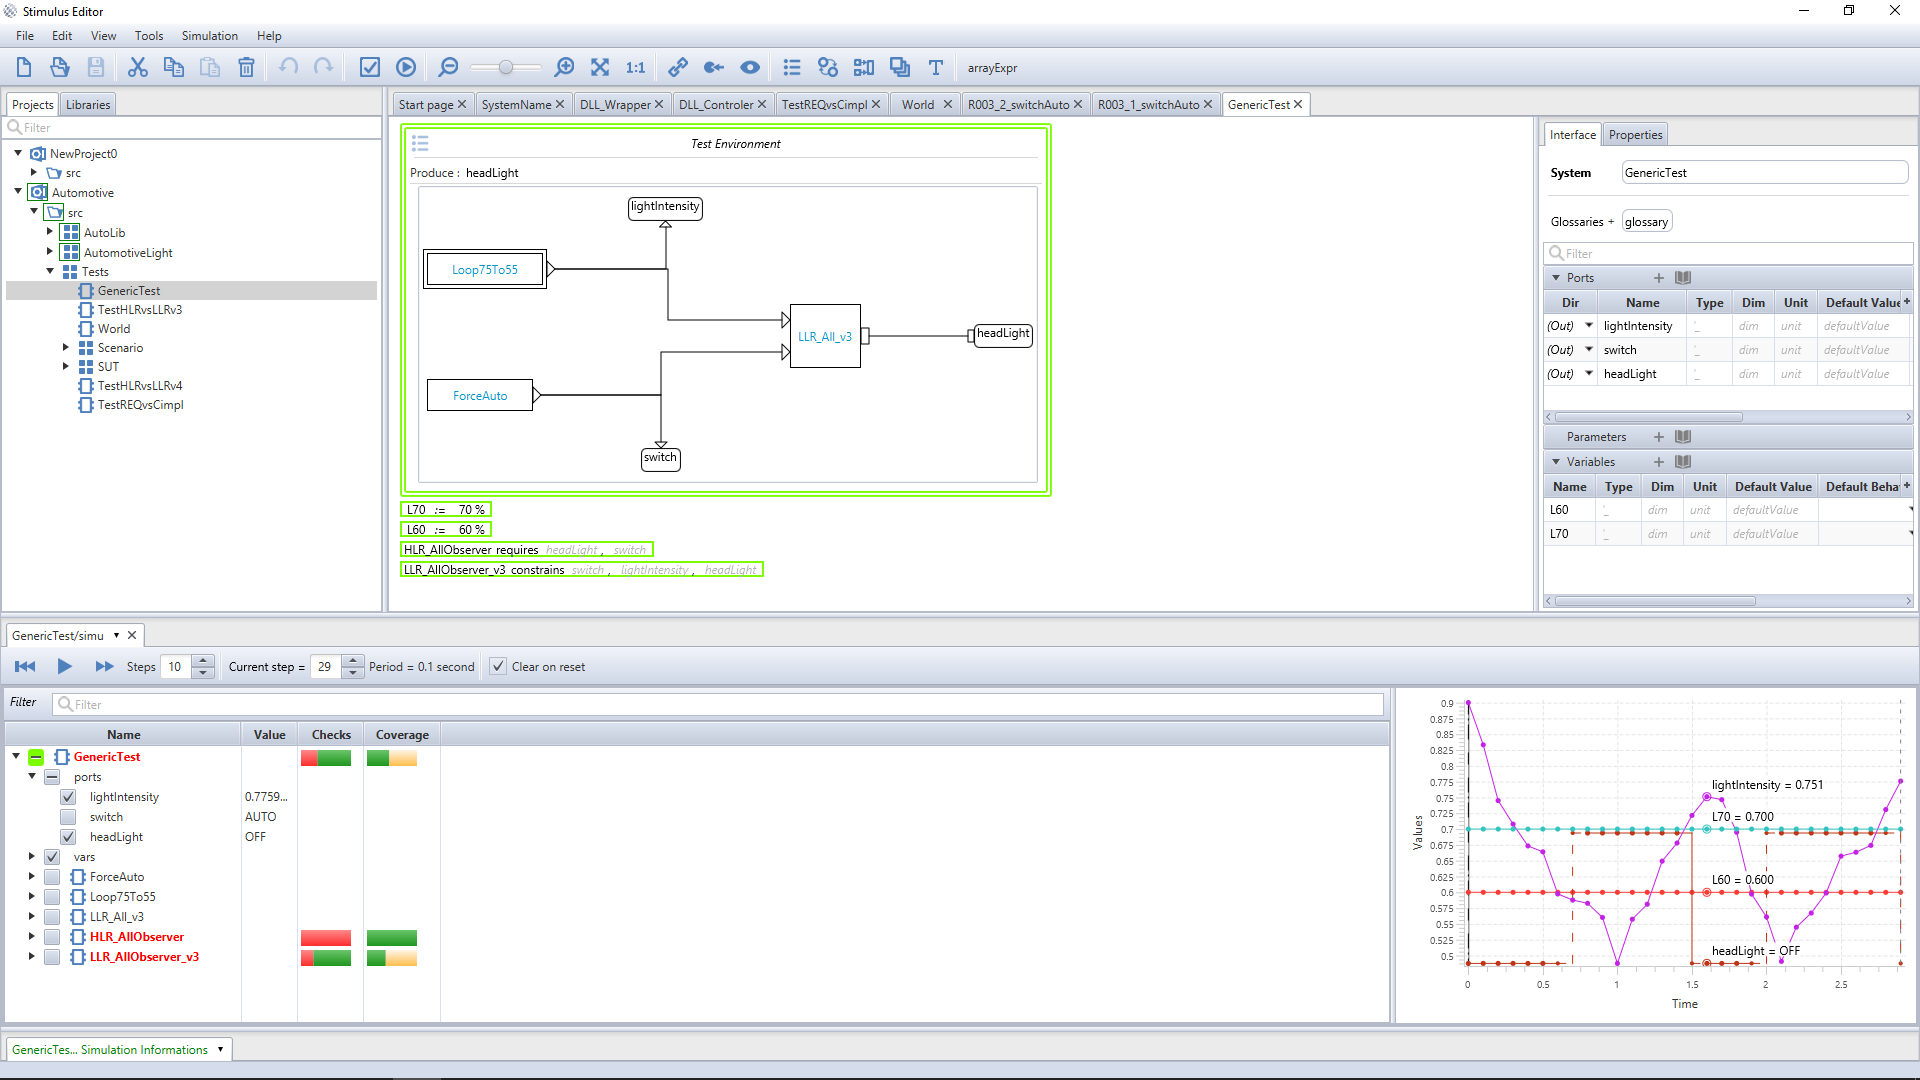 Stimulus Editor
File Edit View Tools Simulation Help
1:1 T arrayExpr
Projects Libraries
Start page SystemName DLL_Wrapper DLL_Controler TestREQvsCimpl World R003_2_switchAuto R003_1_switchAuto GenericTest
Filter
NewProject0
src
Automotive
src
AutoLib
AutomotiveLight
Tests
GenericTest
TestHLRvsLLRv3
World
Scenario
SUT
TestHLRvsLLRv4
TestREQvsCimpl
Test Environment
Produce : headLight
lightIntensity
Loop75To55
LLR_All_v3
headLight
ForceAuto
switch
L70 := 70 %
L60 := 60 %
HLR_AllObserver requires headLight , switch
LLR_AllObserver_v3 constrains switch , lightIntensity , headLight
Interface Properties
System GenericTest
Glossaries + glossary
Filter
Ports +
Dir Name Type Dim Unit Default Value +
(Out) lightIntensity '_ dim unit defaultValue
(Out) switch '_ dim unit defaultValue
(Out) headLight '_ dim unit defaultValue
Parameters +
Variables +
Name Type Dim Unit Default Value Default Beha +
L60 '_ dim unit defaultValue
L70 '_ dim unit defaultValue
GenericTest/simu
Steps 10 Current step = 29 Period = 0.1 second Clear on reset
Filter Filter
Name Value Checks Coverage
GenericTest
ports
lightIntensity 0.7759...
switch AUTO
headLight OFF
vars
ForceAuto
Loop75To55
LLR_All_v3
HLR_AllObserver
LLR_AllObserver_v3
Values
0.9
0.875
0.85
0.825
0.8
0.775
0.75
0.725
0.7
0.675
0.65
0.625
0.6
0.575
0.55
0.525
0.5
lightIntensity = 0.751
L70 = 0.700
L60 = 0.600
headLight = OFF
0 0.5 1 1.5 2 2.5
Time
GenericTes... Simulation Informations